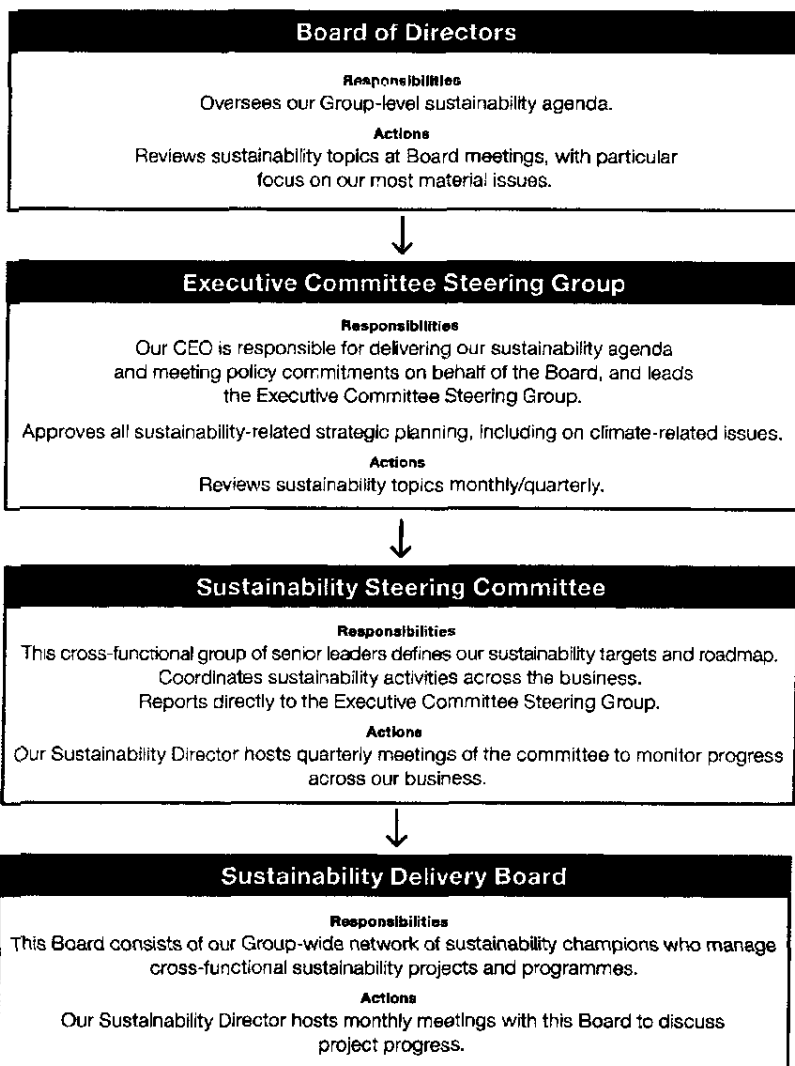 Board of Directors
Responsibilities
Oversees our Group-level sustainability agenda.
Actions
Reviews sustainability topics at Board meetings, with particular
focus on our most material issues.
Executive Committee Steering Group
Responsibilities
Our CEO is responsible for delivering our sustainability agenda
and meeting policy commitments on behalf of the Board, and leads
the Executive Committee Steering Group.
Approves all sustainability-related strategic planning, including on climate-related issues.
Actions
Reviews sustainability topics monthly/quarterly.
Sustainability Steering Committee
Responsibilities
This cross-functional group of senior leaders defines our sustainability targets and roadmap.
Coordinates sustainability activities across the business.
Reports directly to the Executive Committee Steering Group.
Actions
Our Sustainability Director hosts quarterly meetings of the committee to monitor progress
across our business.
Sustainability Delivery Board
Responsibilities
This Board consists of our Group-wide network of sustainability champions who manage
cross-functional sustainability projects and programmes.
Actions
Our Sustainability Director hosts monthly meetings with this Board to discuss
project progress.